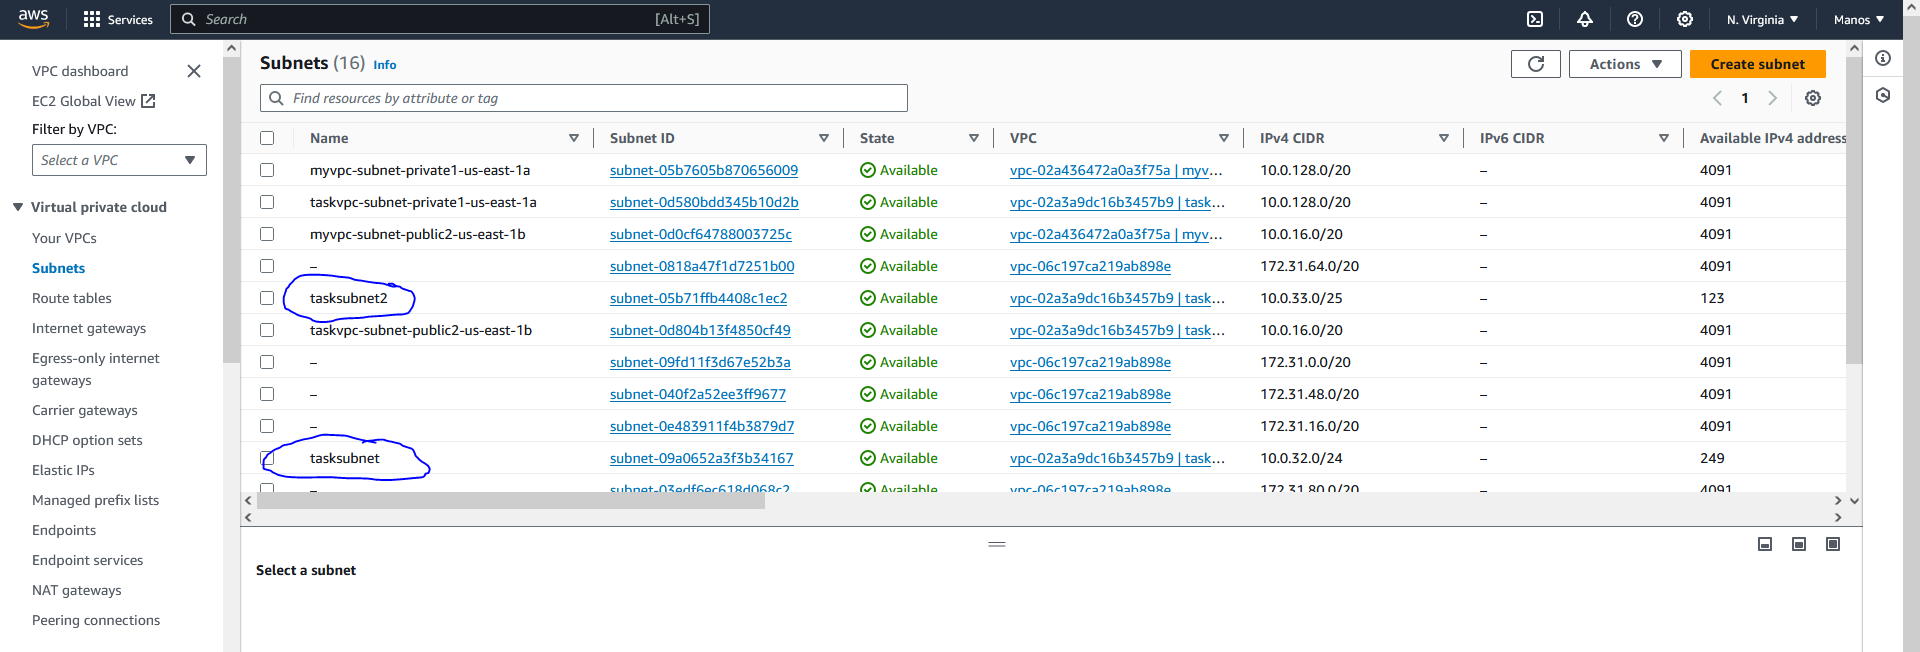 aws Services Search [Alt+S] N. Virginia Manos
VPC dashboard
EC2 Global View
Filter by VPC:
Select a VPC
Virtual private cloud
Your VPCs
Subnets
Route tables
Internet gateways
Egress-only internet
gateways
Carrier gateways
DHCP option sets
Elastic IPs
Managed prefix lists
Endpoints
Endpoint services
NAT gateways
Peering connections
Subnets (16) Info Actions Create subnet
Find resources by attribute or tag 1
Name Subnet ID State VPC IPv4 CIDR IPv6 CIDR Available IPv4 address
myvpc-subnet-private1-us-east-1a subnet-05b7605b870656009 Available vpc-02a436472a0a3f75a | myv... 10.0.128.0/20 – 4091
taskvpc-subnet-private1-us-east-1a subnet-0d580bdd345b10d2b Available vpc-02a3a9dc16b3457b9 | task... 10.0.128.0/20 – 4091
myvpc-subnet-public2-us-east-1b subnet-0d0cf64788003725c Available vpc-02a436472a0a3f75a | myv... 10.0.16.0/20 – 4091
– subnet-0818a47f1d7251b00 Available vpc-06c197ca219ab898e 172.31.64.0/20 – 4091
tasksubnet2 subnet-05b71ffb4408c1ec2 Available vpc-02a3a9dc16b3457b9 | task... 10.0.33.0/25 – 123
taskvpc-subnet-public2-us-east-1b subnet-0d804b13f4850cf49 Available vpc-02a3a9dc16b3457b9 | task... 10.0.16.0/20 – 4091
– subnet-09fd11f3d67e52b3a Available vpc-06c197ca219ab898e 172.31.0.0/20 – 4091
– subnet-040f2a52ee3ff9677 Available vpc-06c197ca219ab898e 172.31.48.0/20 – 4091
– subnet-0e483911f4b3879d7 Available vpc-06c197ca219ab898e 172.31.16.0/20 – 4091
tasksubnet subnet-09a0652a3f3b34167 Available vpc-02a3a9dc16b3457b9 | task... 10.0.32.0/24 – 249
– subnet-03edf6ec618d068c2 Available vpc-06c197ca219ab898e 172.31.80.0/20 – 4091
Select a subnet